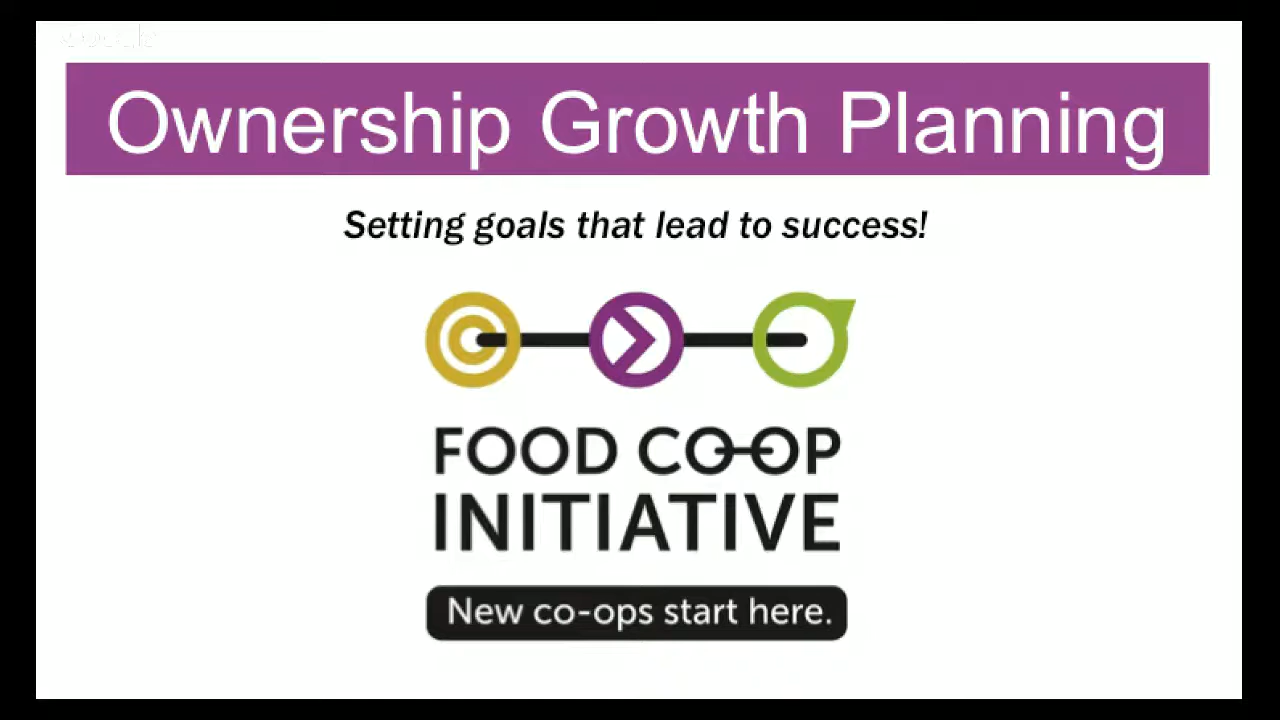 Ownership Growth Planning
Setting goals that lead to success!
FOOD CO-OP
INITIATIVE
New co-ops start here.